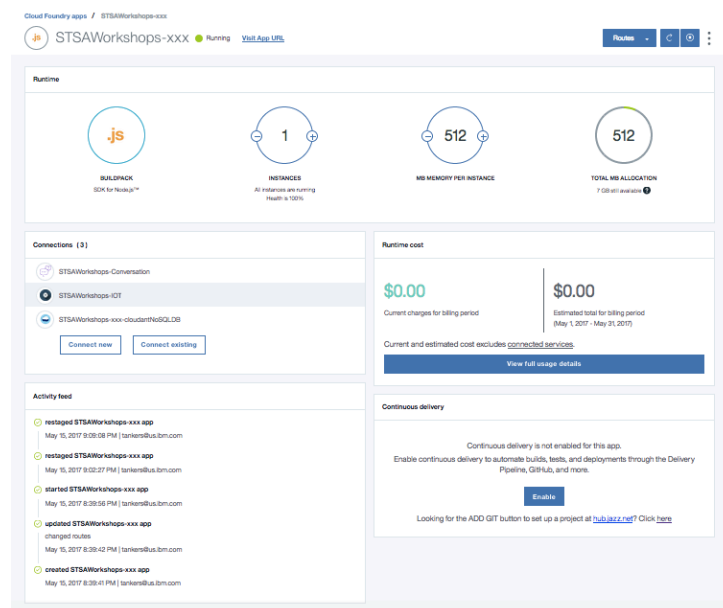 Cloud Foundry apps / STSAWorkshops-xxx
.js STSAWorkshops-xxx Running Visit App URL Routes
Runtime
.js
BUILDPACK
SDK for Node.js™
1
INSTANCES
All instances are running
Health is 100%
512
MB MEMORY PER INSTANCE
512
TOTAL MB ALLOCATION
7 GB still available ?
Connections (3)
STSAWorkshops-Conversation
STSAWorkshops-IOT
STSAWorkshops-xxx-cloudantNoSQLDB
Connect new Connect existing
Runtime cost
$0.00
Current charges for billing period
$0.00
Estimated total for billing period
(May 1, 2017 - May 31, 2017)
Current and estimated cost excludes connected services.
View full usage details
Activity feed
restaged STSAWorkshops-xxx app
May 15, 2017 9:09:08 PM | tankers@us.ibm.com
restaged STSAWorkshops-xxx app
May 15, 2017 9:02:27 PM | tankers@us.ibm.com
started STSAWorkshops-xxx app
May 15, 2017 8:39:56 PM | tankers@us.ibm.com
updated STSAWorkshops-xxx app
changed routes
May 15, 2017 8:39:42 PM | tankers@us.ibm.com
created STSAWorkshops-xxx app
May 15, 2017 8:39:41 PM | tankers@us.ibm.com
Continuous delivery
Continuous delivery is not enabled for this app.
Enable continuous delivery to automate builds, tests, and deployments through the Delivery
Pipeline, GitHub, and more.
Enable
Looking for the ADD GIT button to set up a project at hub.jazz.net? Click here